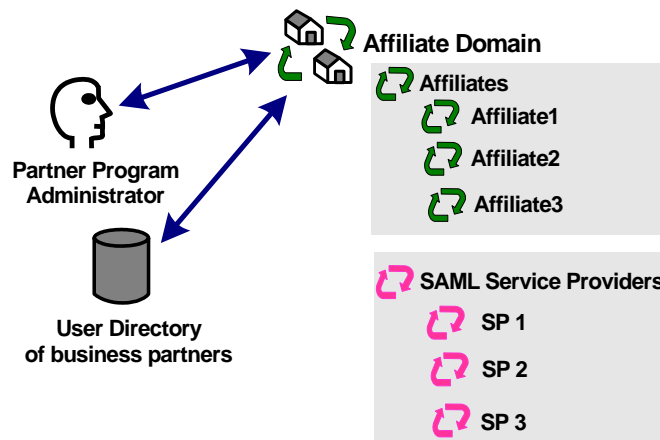 Affiliate Domain
Affiliates
Affiliate1
Affiliate2
Affiliate3
Partner Program
Administrator
User Directory
of business partners
SAML Service Providers
SP 1
SP 2
SP 3